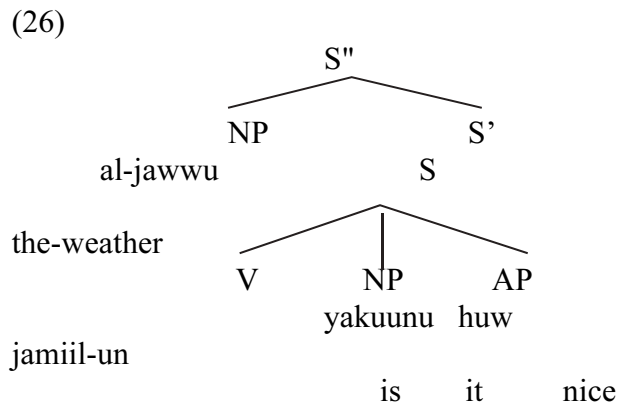 (26)
S"
NP S’
al-jawwu S
the-weather
V NP AP
yakuunu huw
jamiil-un
is it nice